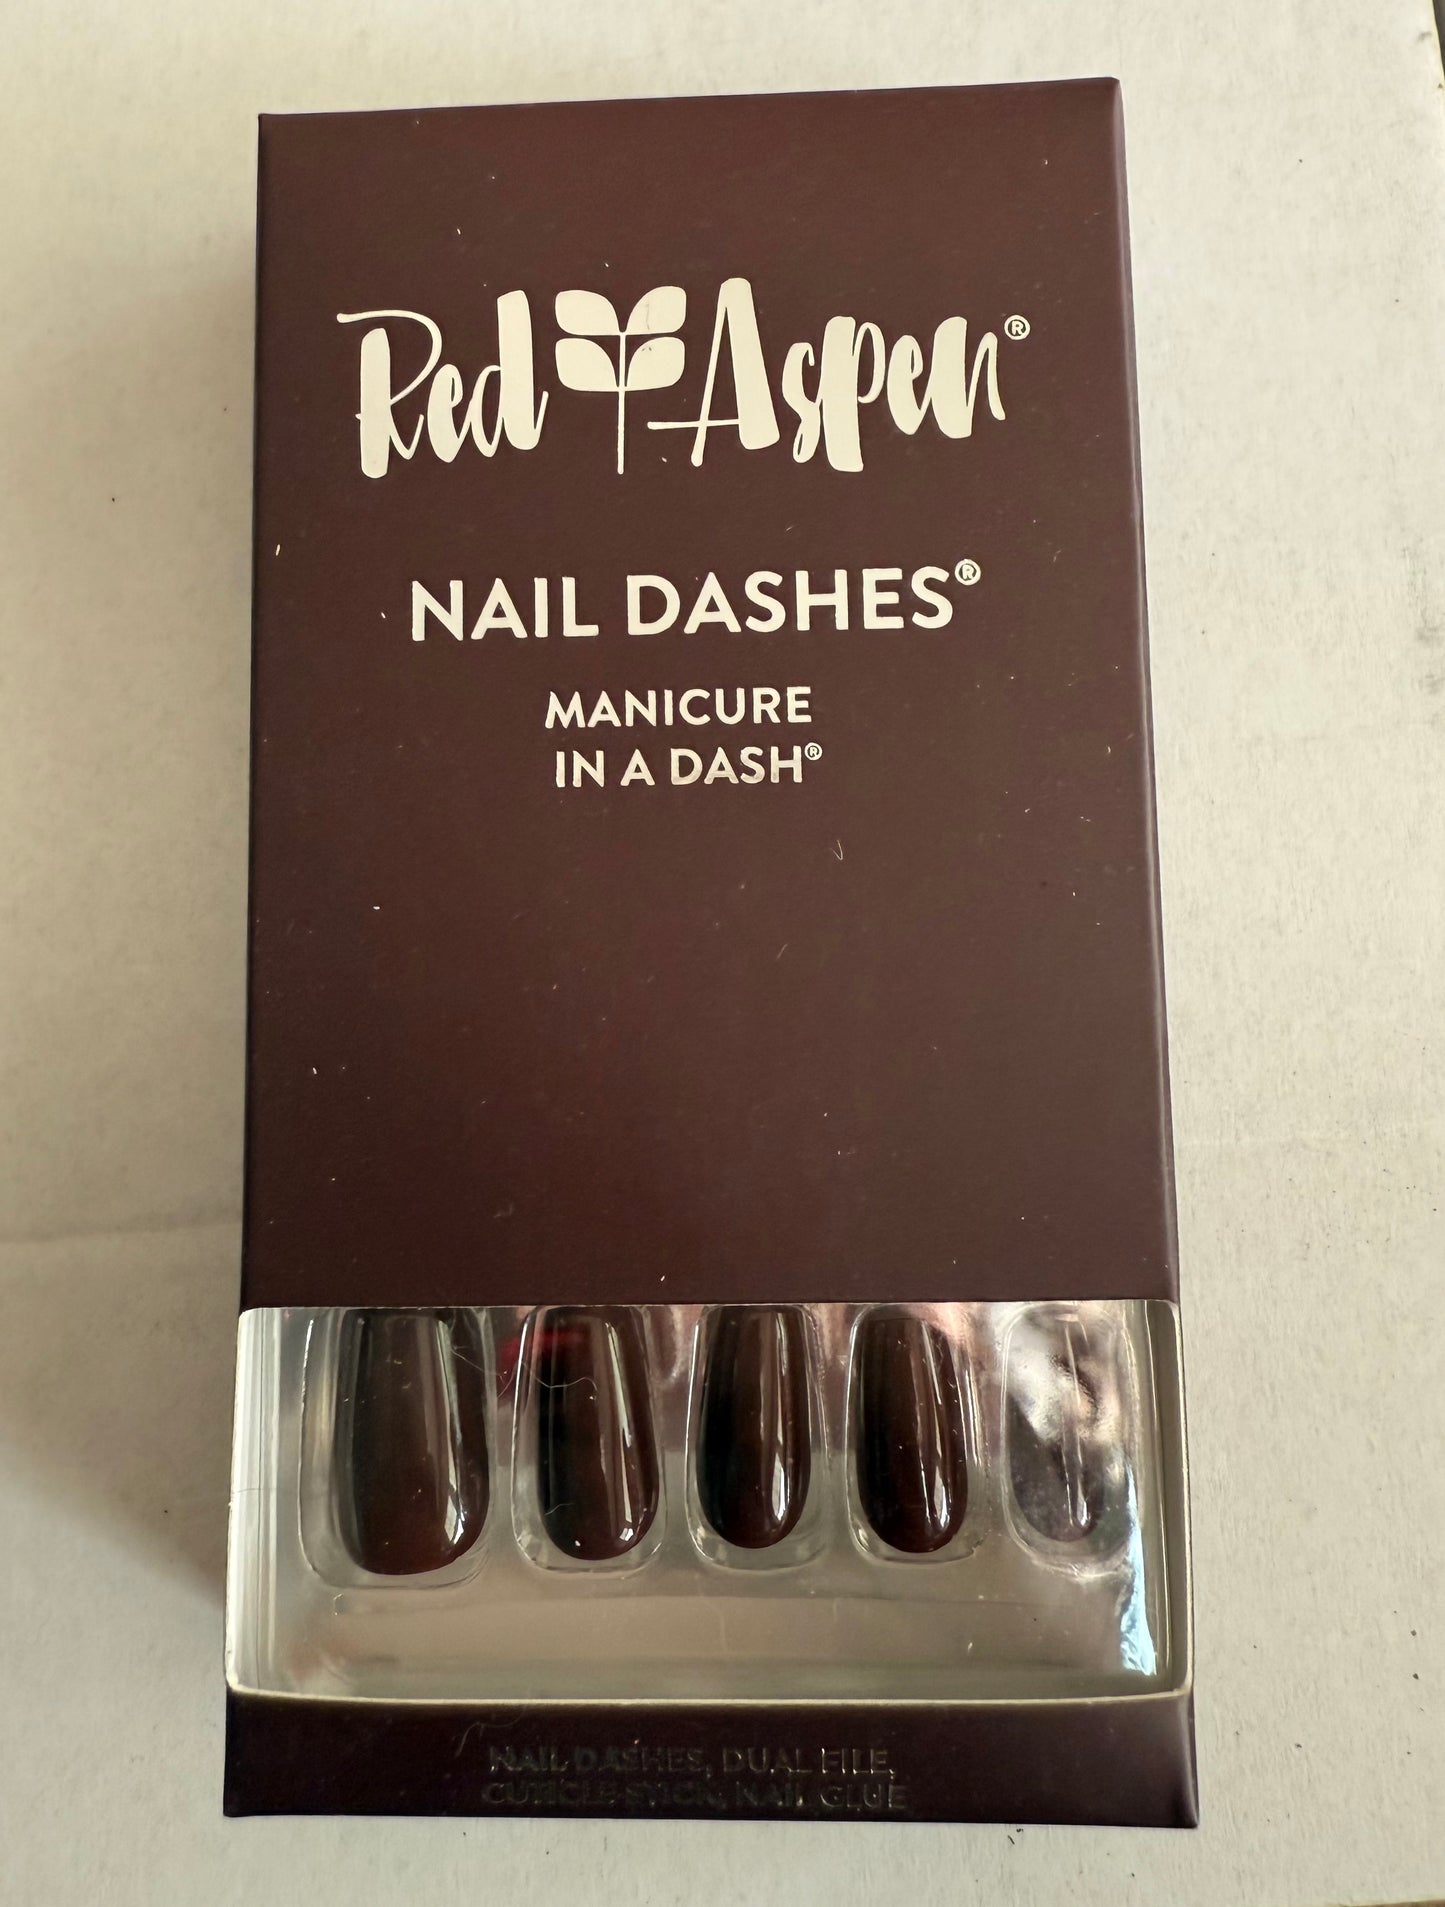 Red Aspen®
NAIL DASHES®
MANICURE
IN A DASH®
NAIL DASHES, DUAL FILE,
CUTICLE STICK, NAIL GLUE